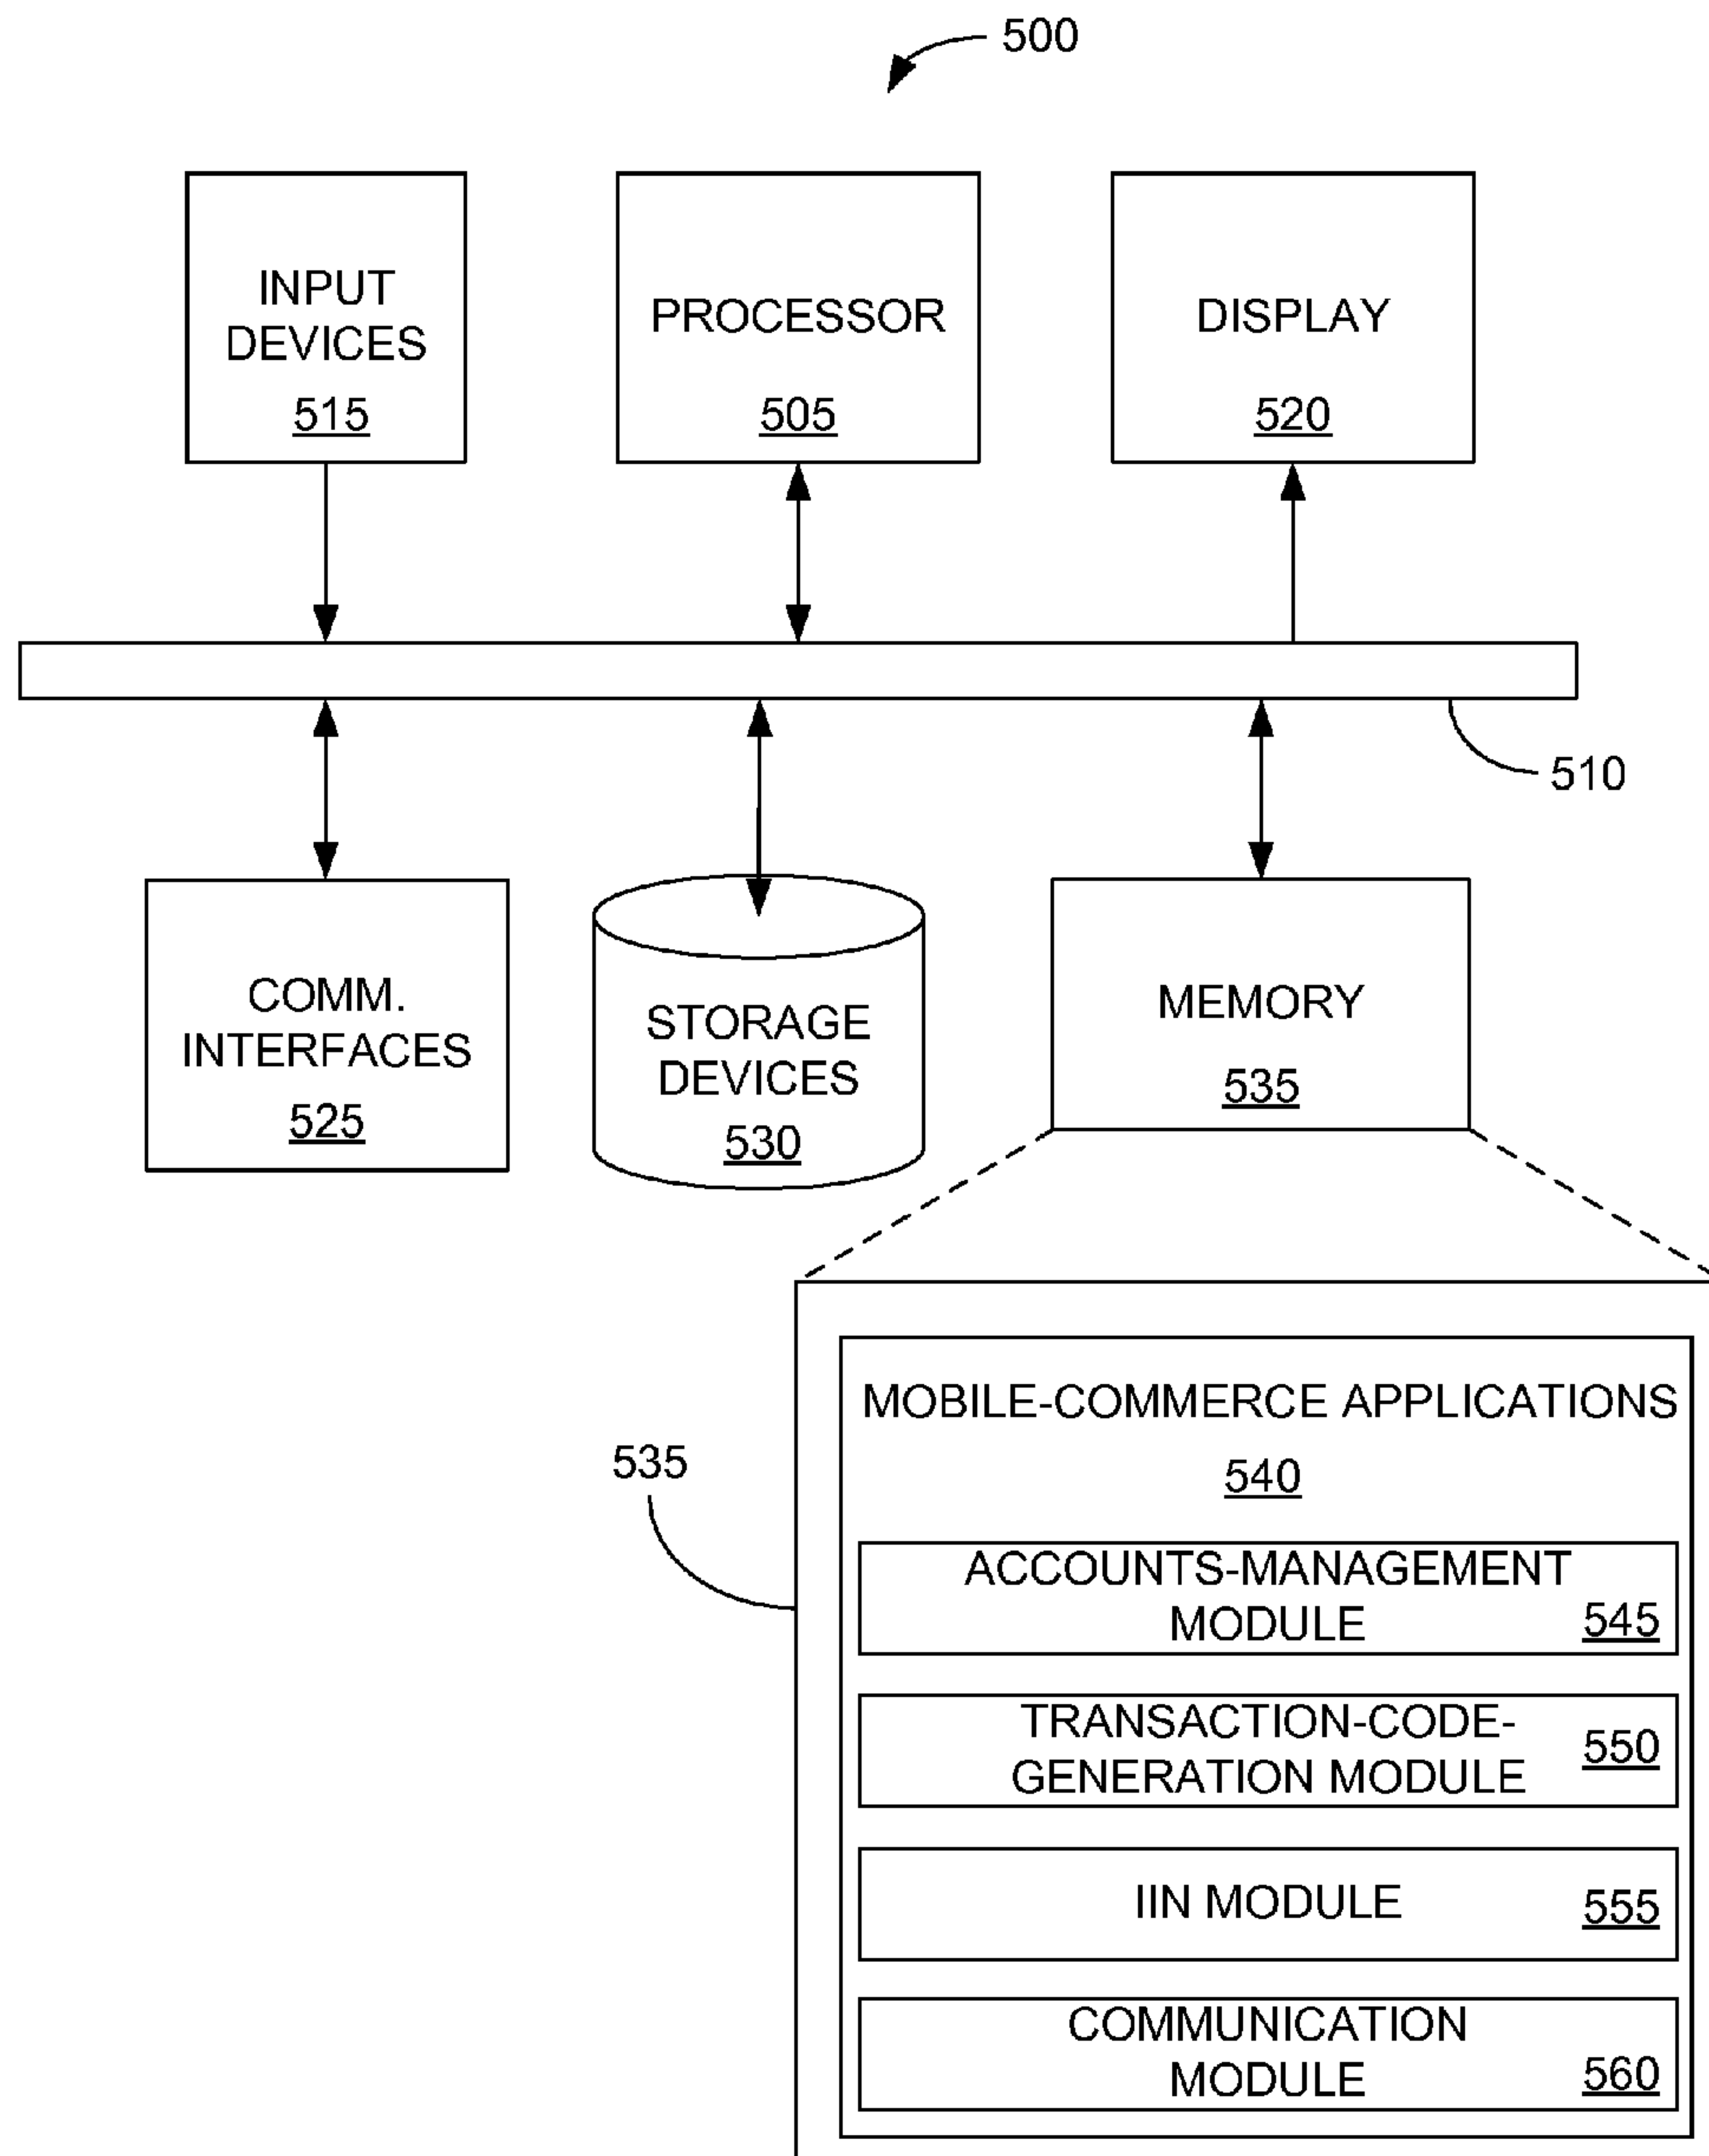 500
INPUT
DEVICES
515
PROCESSOR
505
DISPLAY
520
510
COMM.
INTERFACES
525
STORAGE
DEVICES
530
MEMORY
535
535
MOBILE-COMMERCE APPLICATIONS
540
ACCOUNTS-MANAGEMENT
MODULE
545
TRANSACTION-CODE-
GENERATION MODULE
550
IIN MODULE
555
COMMUNICATION
MODULE
560